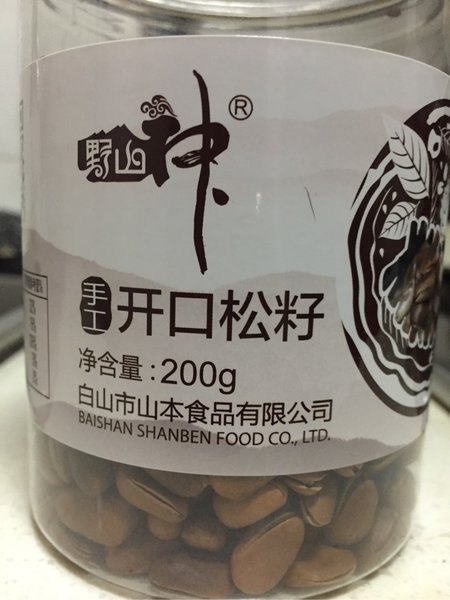 野山神®
手工 开口松籽
净含量:200g
白山市山本食品有限公司
BAISHAN SHANBEN FOOD CO., LTD.